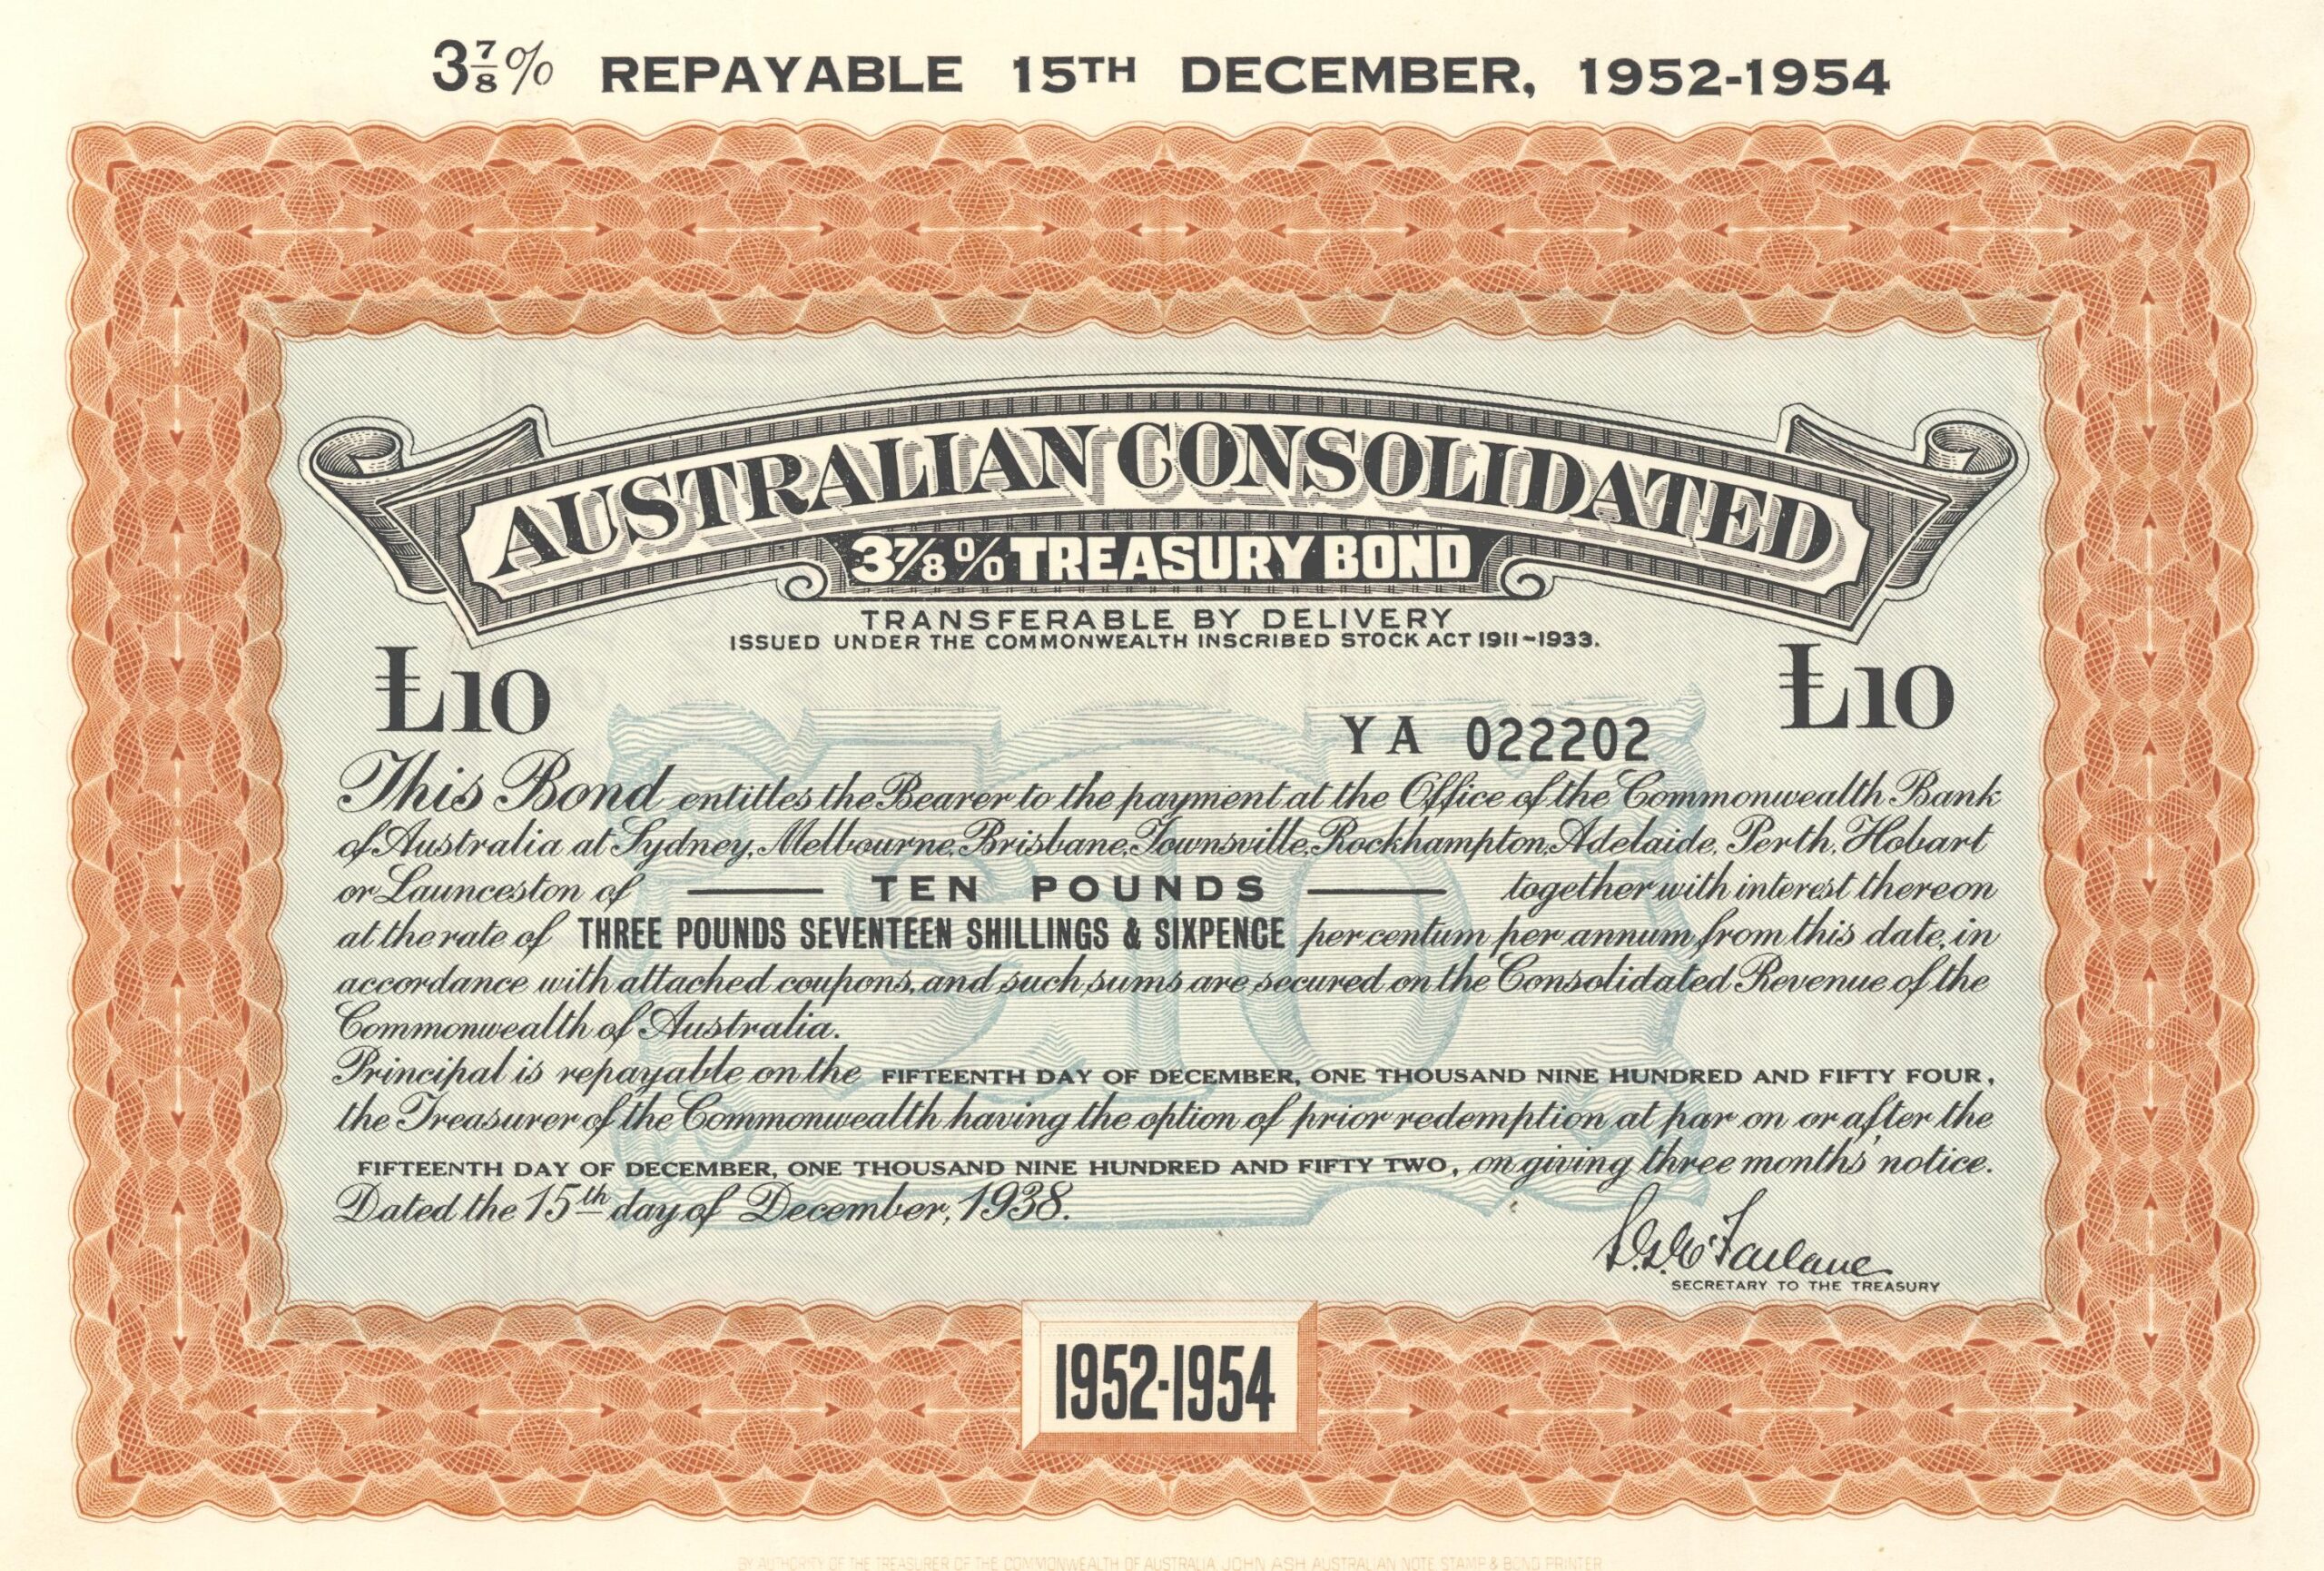 3⅞% REPAYABLE 15TH DECEMBER, 1952-1954
AUSTRALIAN CONSOLIDATED
3⅞% TREASURY BOND
TRANSFERABLE BY DELIVERY
ISSUED UNDER THE COMMONWEALTH INSCRIBED STOCK ACT 1911-1933.
£10 £10
YA 022202
This Bond entitles the Bearer to the payment at the Office of the Commonwealth Bank
of Australia at Sydney, Melbourne, Brisbane, Townsville, Rockhampton, Adelaide, Perth, Hobart
or Launceston of —— TEN POUNDS —— together with interest thereon
at the rate of THREE POUNDS SEVENTEEN SHILLINGS & SIXPENCE per centum per annum from this date, in
accordance with attached coupons, and such sums are secured on the Consolidated Revenue of the
Commonwealth of Australia.
Principal is repayable on the FIFTEENTH DAY OF DECEMBER, ONE THOUSAND NINE HUNDRED AND FIFTY FOUR,
the Treasurer of the Commonwealth having the option of prior redemption at par on or after the
FIFTEENTH DAY OF DECEMBER, ONE THOUSAND NINE HUNDRED AND FIFTY TWO, on giving three months' notice.
Dated the 15th day of December, 1938.
£10
S.G. McFarlane
SECRETARY TO THE TREASURY
1952-1954
BY AUTHORITY OF THE TREASURER OF THE COMMONWEALTH OF AUSTRALIA JOHN ASH AUSTRALIAN NOTE STAMP & BOND PRINTER